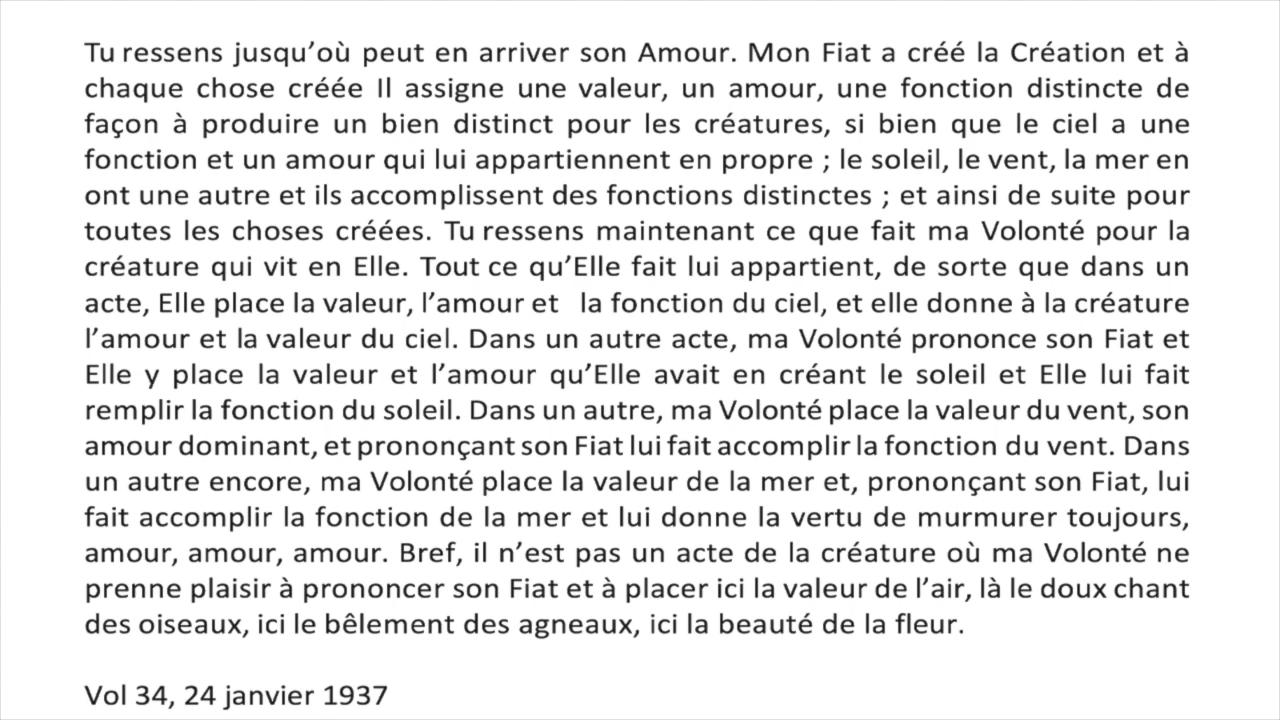 Tu ressens jusqu’où peut en arriver son Amour. Mon Fiat a créé la Création et à
chaque chose créée Il assigne une valeur, un amour, une fonction distincte de
façon à produire un bien distinct pour les créatures, si bien que le ciel a une
fonction et un amour qui lui appartiennent en propre ; le soleil, le vent, la mer en
ont une autre et ils accomplissent des fonctions distinctes ; et ainsi de suite pour
toutes les choses créées. Tu ressens maintenant ce que fait ma Volonté pour la
créature qui vit en Elle. Tout ce qu’Elle fait lui appartient, de sorte que dans un
acte, Elle place la valeur, l’amour et la fonction du ciel, et elle donne à la créature
l’amour et la valeur du ciel. Dans un autre acte, ma Volonté prononce son Fiat et
Elle y place la valeur et l’amour qu’Elle avait en créant le soleil et Elle lui fait
remplir la fonction du soleil. Dans un autre, ma Volonté place la valeur du vent, son
amour dominant, et prononçant son Fiat lui fait accomplir la fonction du vent. Dans
un autre encore, ma Volonté place la valeur de la mer et, prononçant son Fiat, lui
fait accomplir la fonction de la mer et lui donne la vertu de murmurer toujours,
amour, amour, amour. Bref, il n’est pas un acte de la créature où ma Volonté ne
prenne plaisir à prononcer son Fiat et à placer ici la valeur de l’air, là le doux chant
des oiseaux, ici le bêlement des agneaux, ici la beauté de la fleur.
Vol 34, 24 janvier 1937